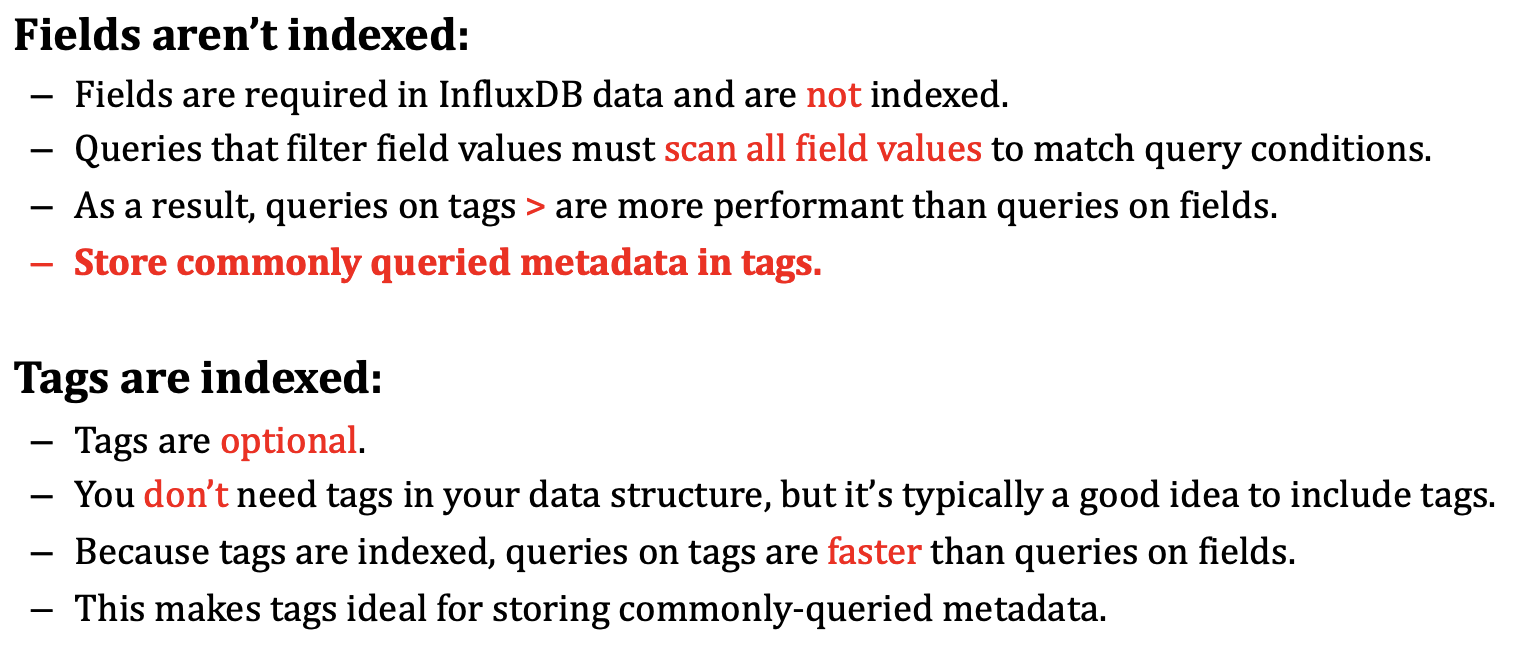 Fields aren’t indexed:
– Fields are required in InfluxDB data and are not indexed.
– Queries that filter field values must scan all field values to match query conditions.
– As a result, queries on tags > are more performant than queries on fields.
– Store commonly queried metadata in tags.
Tags are indexed:
– Tags are optional.
– You don’t need tags in your data structure, but it’s typically a good idea to include tags.
– Because tags are indexed, queries on tags are faster than queries on fields.
– This makes tags ideal for storing commonly-queried metadata.